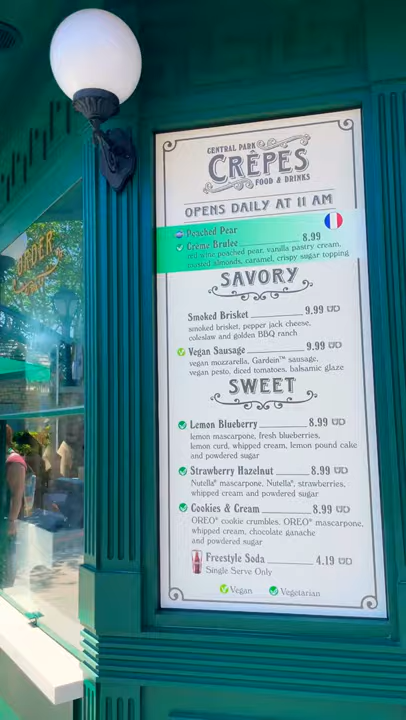 CENTRAL PARK
CRÊPES
FOOD & DRINKS
OPENS DAILY AT 11 AM
Poached Pear
Crème Brulee 8.99
red wine poached pear, vanilla pastry cream,
toasted almonds, caramel, crispy sugar topping
SAVORY
Smoked Brisket 9.99
smoked brisket, pepper jack cheese,
coleslaw and golden BBQ ranch
Vegan Sausage 9.99
vegan mozzarella, Gardein™ sausage,
vegan pesto, diced tomatoes, balsamic glaze
SWEET
Lemon Blueberry 8.99
lemon mascarpone, fresh blueberries,
lemon curd, whipped cream, lemon pound cake
and powdered sugar
Strawberry Hazelnut 8.99
Nutella® mascarpone, Nutella®, strawberries,
whipped cream and powdered sugar
Cookies & Cream 8.99
OREO® cookie crumbles, OREO® mascarpone,
whipped cream, chocolate ganache
and powdered sugar
Freestyle Soda 4.19
Single Serve Only
Vegan Vegetarian
ORDER